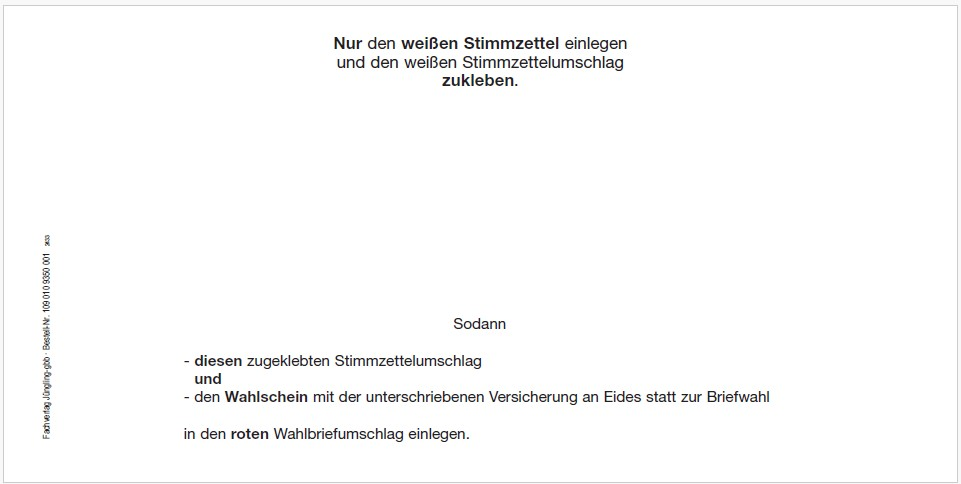 Nur den weißen Stimmzettel einlegen
und den weißen Stimmzettelumschlag
zukleben.
Sodann
- diesen zugeklebten Stimmzettelumschlag
und
- den Wahlschein mit der unterschriebenen Versicherung an Eides statt zur Briefwahl
in den roten Wahlbriefumschlag einlegen.
Fachverlag Jüngling-gbb · Bestell-Nr. 109 010 9350 001